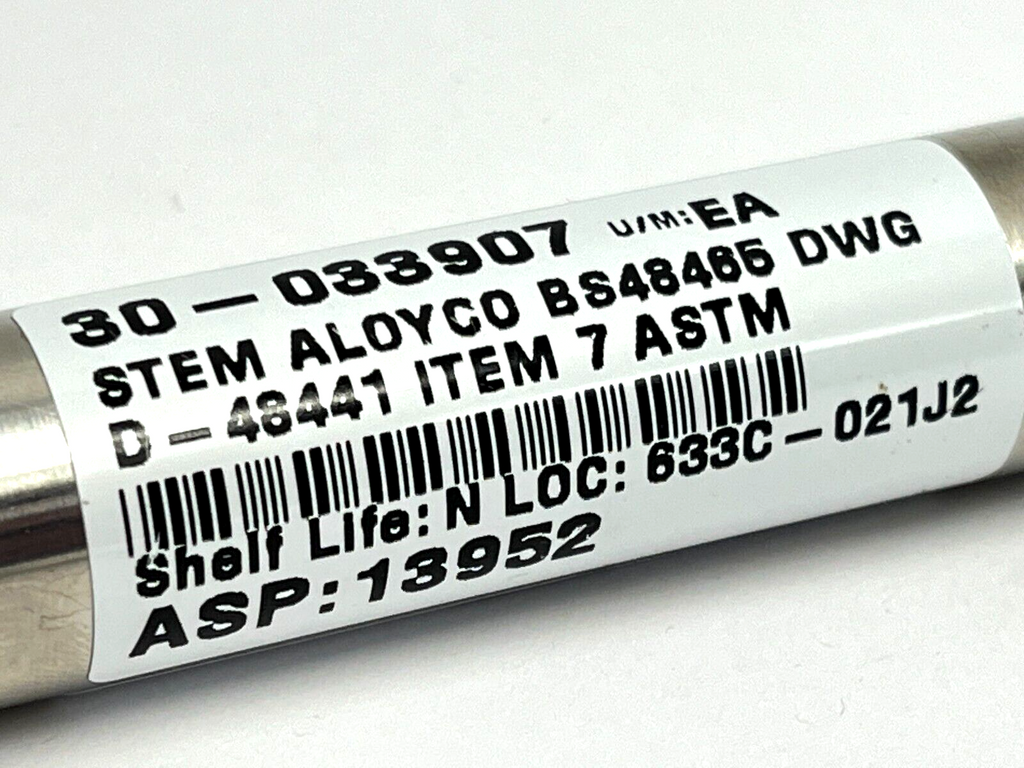 30-033907 U/M:EA
STEM ALOYCO BS48465 DWG
D-48441 ITEM 7 ASTM
Shelf Life: N LOC: 633C-021J2
ASP:13952